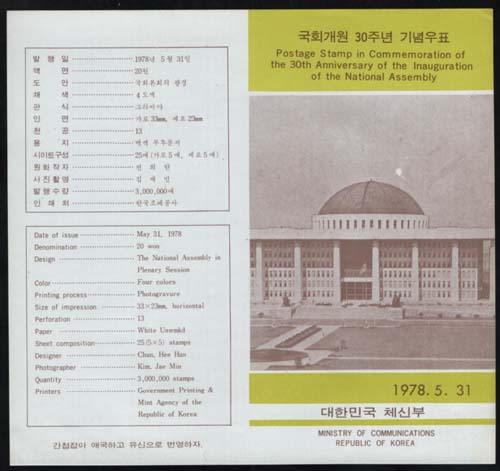 발행일 1978년 5월 31일
액면 20원
도안 국회본회의 광경
채색 4도색
판식 그라비아
인면 가로 33mm, 세로 23mm
천공 13
용지 백색 무투문지
시이트구성 25매 (가로 5매, 세로 5매)
원화작자 전희한
사진촬영 김재민
발행수량 3,000,000매
인쇄처 한국조폐공사
Date of issue May 31, 1978
Denomination 20 won
Design The National Assembly in
Plenary Session
Color Four colors
Printing process Photogravure
Size of impression 33×23mm, horizontal
Perforation 13
Paper White Unwmkd
Sheet composition 25 (5×5) stamps
Designer Chun, Hee Han
Photographer Kim, Jae Min
Quantity 3,000,000 stamps
Printers Government Printing &
Mint Agency of the
Republic of Korea
간첩잡아 애국하고 유신으로 번영하자.
국회개원 30주년 기념우표
Postage Stamp in Commemoration of
the 30th Anniversary of the Inauguration
of the National Assembly
1978. 5. 31
대한민국 체신부
MINISTRY OF COMMUNICATIONS
REPUBLIC OF KOREA